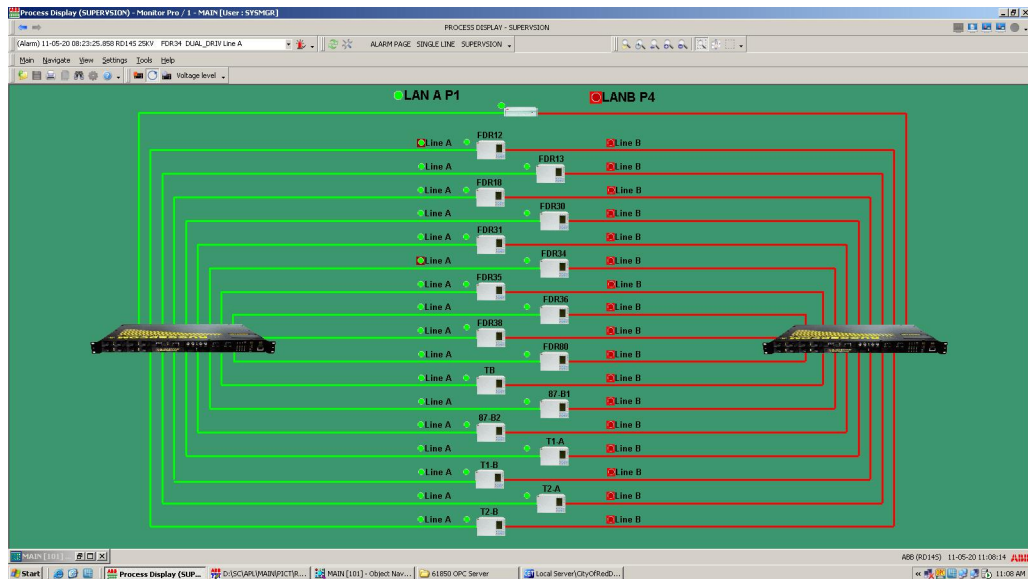 Process Display (SUPERVSION) - Monitor Pro / 1 - MAIN [User : SYSMGR]
PROCESS DISPLAY - SUPERVSION
(Alarm) 11-05-20 08:23:25.858 RD145 25KV FDR34 DUAL_DRIV Line A
ALARM PAGE SINGLE LINE SUPERVSION
Main Navigate View Settings Tools Help
Voltage level
LAN A P1 LANB P4
FDR12
Line A Line B
FDR13
Line A Line B
FDR18
Line A Line B
FDR30
Line A Line B
FDR31
Line A Line B
FDR34
Line A Line B
FDR35
Line A Line B
FDR36
Line A Line B
FDR38
Line A Line B
FDR80
Line A Line B
TB
Line A Line B
87-B1
Line A Line B
87-B2
Line A Line B
T1-A
Line A Line B
T1-B
Line A Line B
T2-A
Line A Line B
T2-B
Line A Line B
MAIN [101]
ABB (RD145) 11-05-20 11:08:14 ABB
Start Process Display (SUP... D:\SC\APL\MAIN\PICT\R... MAIN [101] - Object Nav... 61850 OPC Server Local Server\CityOfRedD... 11:08 AM